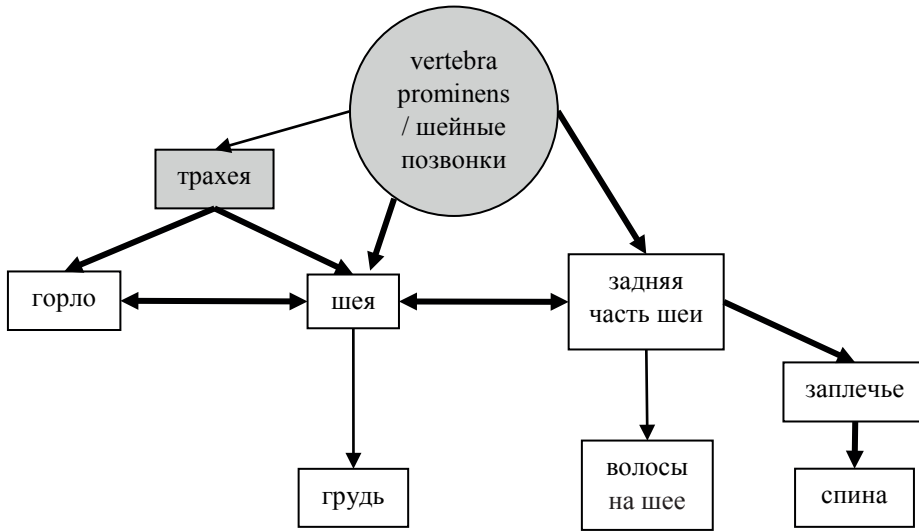 vertebra
prominens
/ шейные
позвонки
трахея
горло
шея
задняя
часть шеи
заплечье
грудь
волосы
на шее
спина